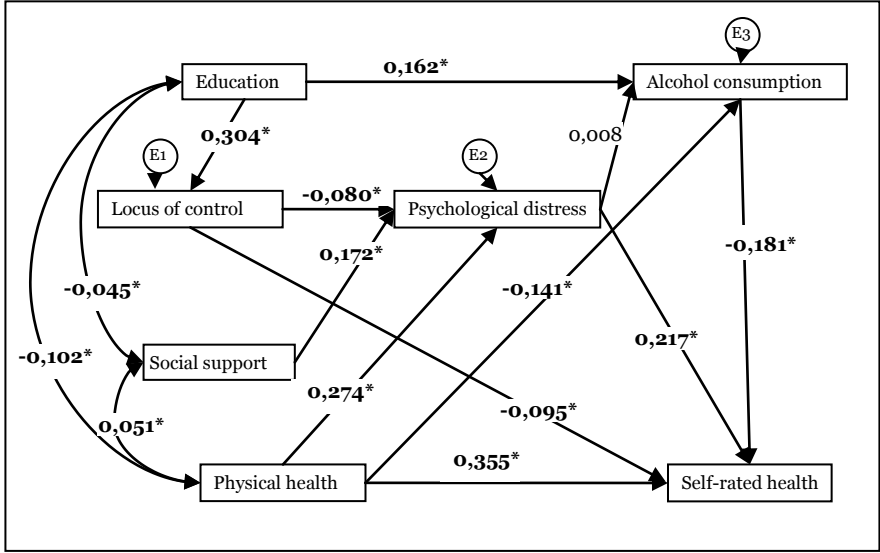 E3
Education
0,162*
Alcohol consumption
0,304*
0,008
E1
E2
Locus of control
-0,080*
Psychological distress
0,172*
-0,181*
-0,045*
-0,141*
0,217*
-0,102*
Social support
0,274*
-0,095*
0,051*
0,355*
Physical health
Self-rated health